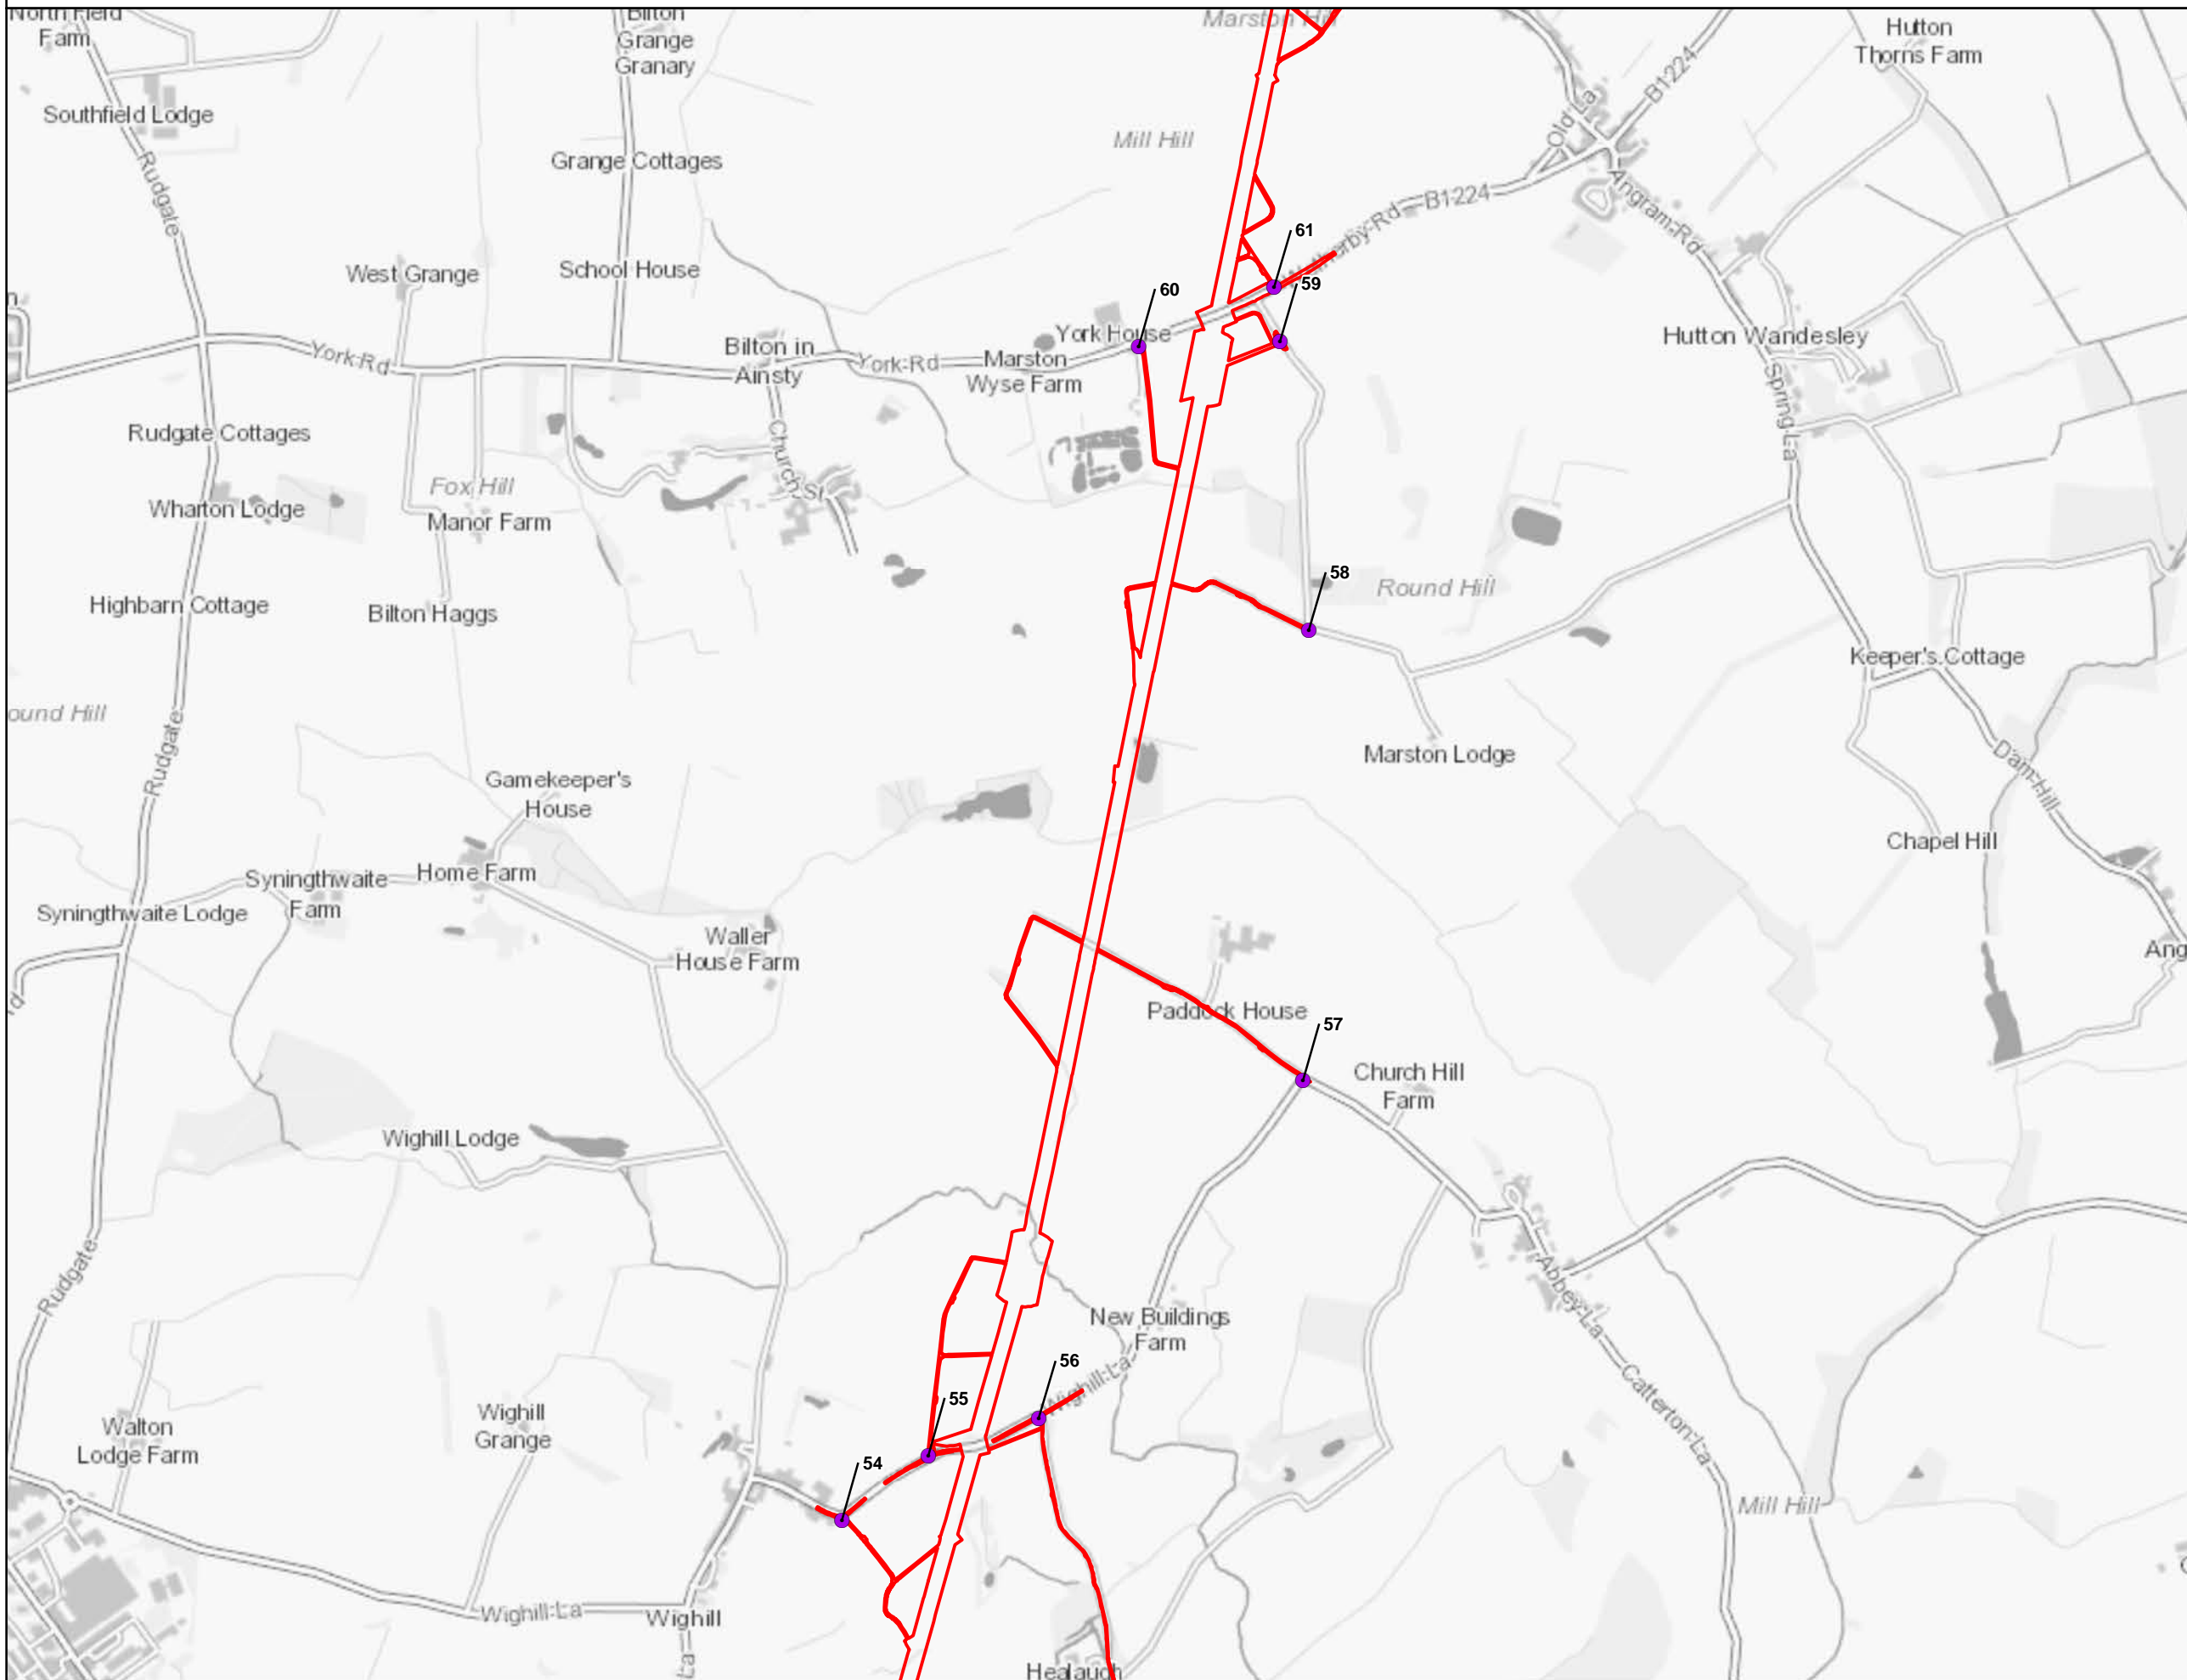 North Field
Farm
Bilton
Grange
Granary
Marston Hill
Hutton
Thorns Farm
Southfield Lodge
B1224
Old La
Mill Hill
Grange Cottages
Rudgate
Angram Rd
B1224
61
West Grange
School House
59
60
York House
Hutton Wandesley
York Rd
Bilton in
Ainsty
York Rd
Marston
Wyse Farm
Spring La
Rudgate Cottages
Church St
Fox Hill
Wharton Lodge
Manor Farm
58
Round Hill
Highbarn Cottage
Bilton Haggs
Keeper's Cottage
ound Hill
Rudgate
Marston Lodge
Dam Hill
Gamekeeper's
House
Chapel Hill
Syningthwaite
Farm
Home Farm
Syningthwaite Lodge
Waller
House Farm
Ang
Paddock House
57
Church Hill
Farm
Wighill Lodge
Rudgate
Abbey La
New Buildings
Farm
56
Wighill La
55
Catterton La
Walton
Lodge Farm
Wighill
Grange
54
Mill Hill
Wighill La
Wighill
La
Healaugh